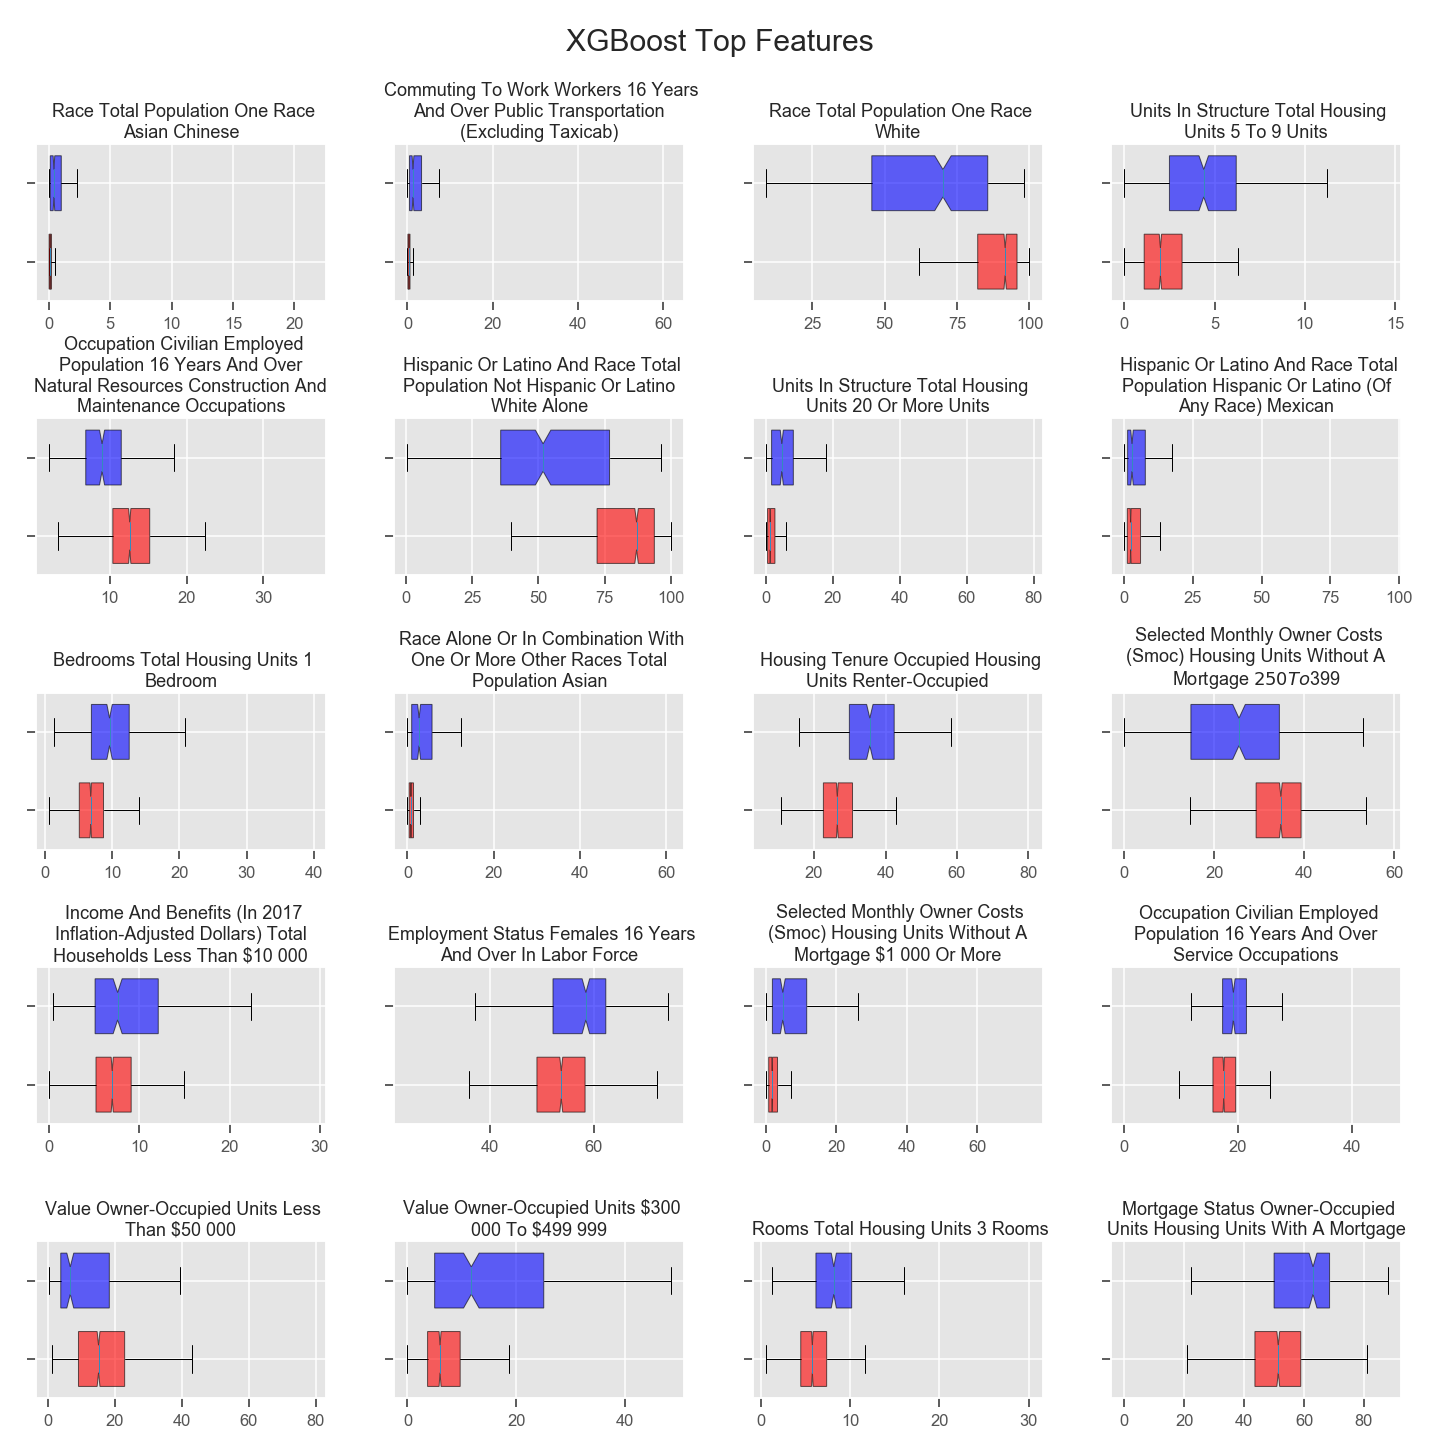 XGBoost Top Features
Race Total Population One Race
Asian Chinese
0 5 10 15 20
Commuting To Work Workers 16 Years
And Over Public Transportation
(Excluding Taxicab)
0 20 40 60
Race Total Population One Race
White
25 50 75 100
Units In Structure Total Housing
Units 5 To 9 Units
0 5 10 15
Occupation Civilian Employed
Population 16 Years And Over
Natural Resources Construction And
Maintenance Occupations
10 20 30
Hispanic Or Latino And Race Total
Population Not Hispanic Or Latino
White Alone
0 25 50 75 100
Units In Structure Total Housing
Units 20 Or More Units
0 20 40 60 80
Hispanic Or Latino And Race Total
Population Hispanic Or Latino (Of
Any Race) Mexican
0 25 50 75 100
Bedrooms Total Housing Units 1
Bedroom
0 10 20 30 40
Race Alone Or In Combination With
One Or More Other Races Total
Population Asian
0 20 40 60
Housing Tenure Occupied Housing
Units Renter-Occupied
20 40 60 80
Selected Monthly Owner Costs
(Smoc) Housing Units Without A
Mortgage 250To399
0 20 40 60
Income And Benefits (In 2017
Inflation-Adjusted Dollars) Total
Households Less Than $10 000
0 10 20 30
Employment Status Females 16 Years
And Over In Labor Force
40 60
Selected Monthly Owner Costs
(Smoc) Housing Units Without A
Mortgage $1 000 Or More
0 20 40 60
Occupation Civilian Employed
Population 16 Years And Over
Service Occupations
0 20 40
Value Owner-Occupied Units Less
Than $50 000
0 20 40 60 80
Value Owner-Occupied Units $300
000 To $499 999
0 20 40
Rooms Total Housing Units 3 Rooms
0 10 20 30
Mortgage Status Owner-Occupied
Units Housing Units With A Mortgage
0 20 40 60 80